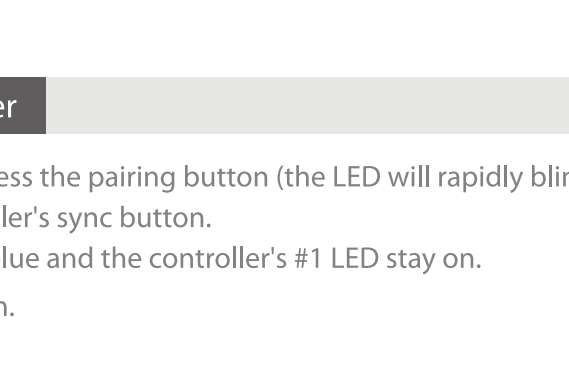 er
ess the pairing button (the LED will rapidly blin
ler's sync button.
lue and the controller's #1 LED stay on.
n.